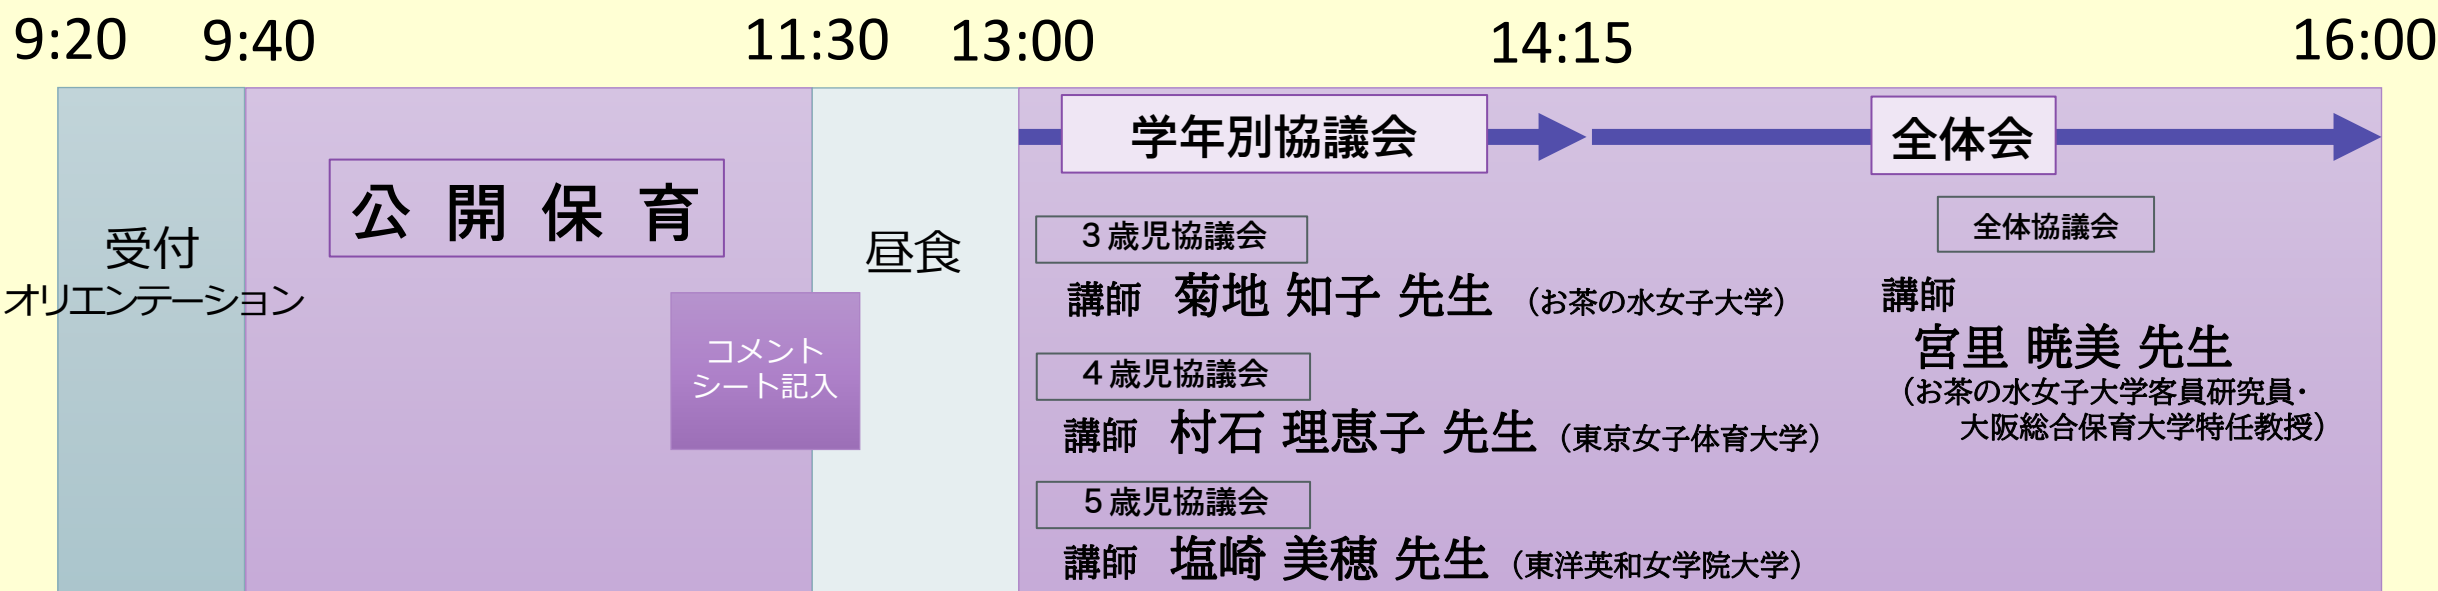 9:20 9:40 11:30 13:00 14:15 16:00
受付
オリエンテーション
公 開 保 育
コメント
シート記入
昼食
学年別協議会
3歳児協議会
講師 菊地 知子 先生 （お茶の水女子大学）
4歳児協議会
講師 村石 理恵子 先生（東京女子体育大学）
5歳児協議会
講師 塩崎 美穂 先生（東洋英和女学院大学）
全体会
全体協議会
講師
宮里 暁美 先生
（お茶の水女子大学客員研究員・
大阪総合保育大学特任教授）